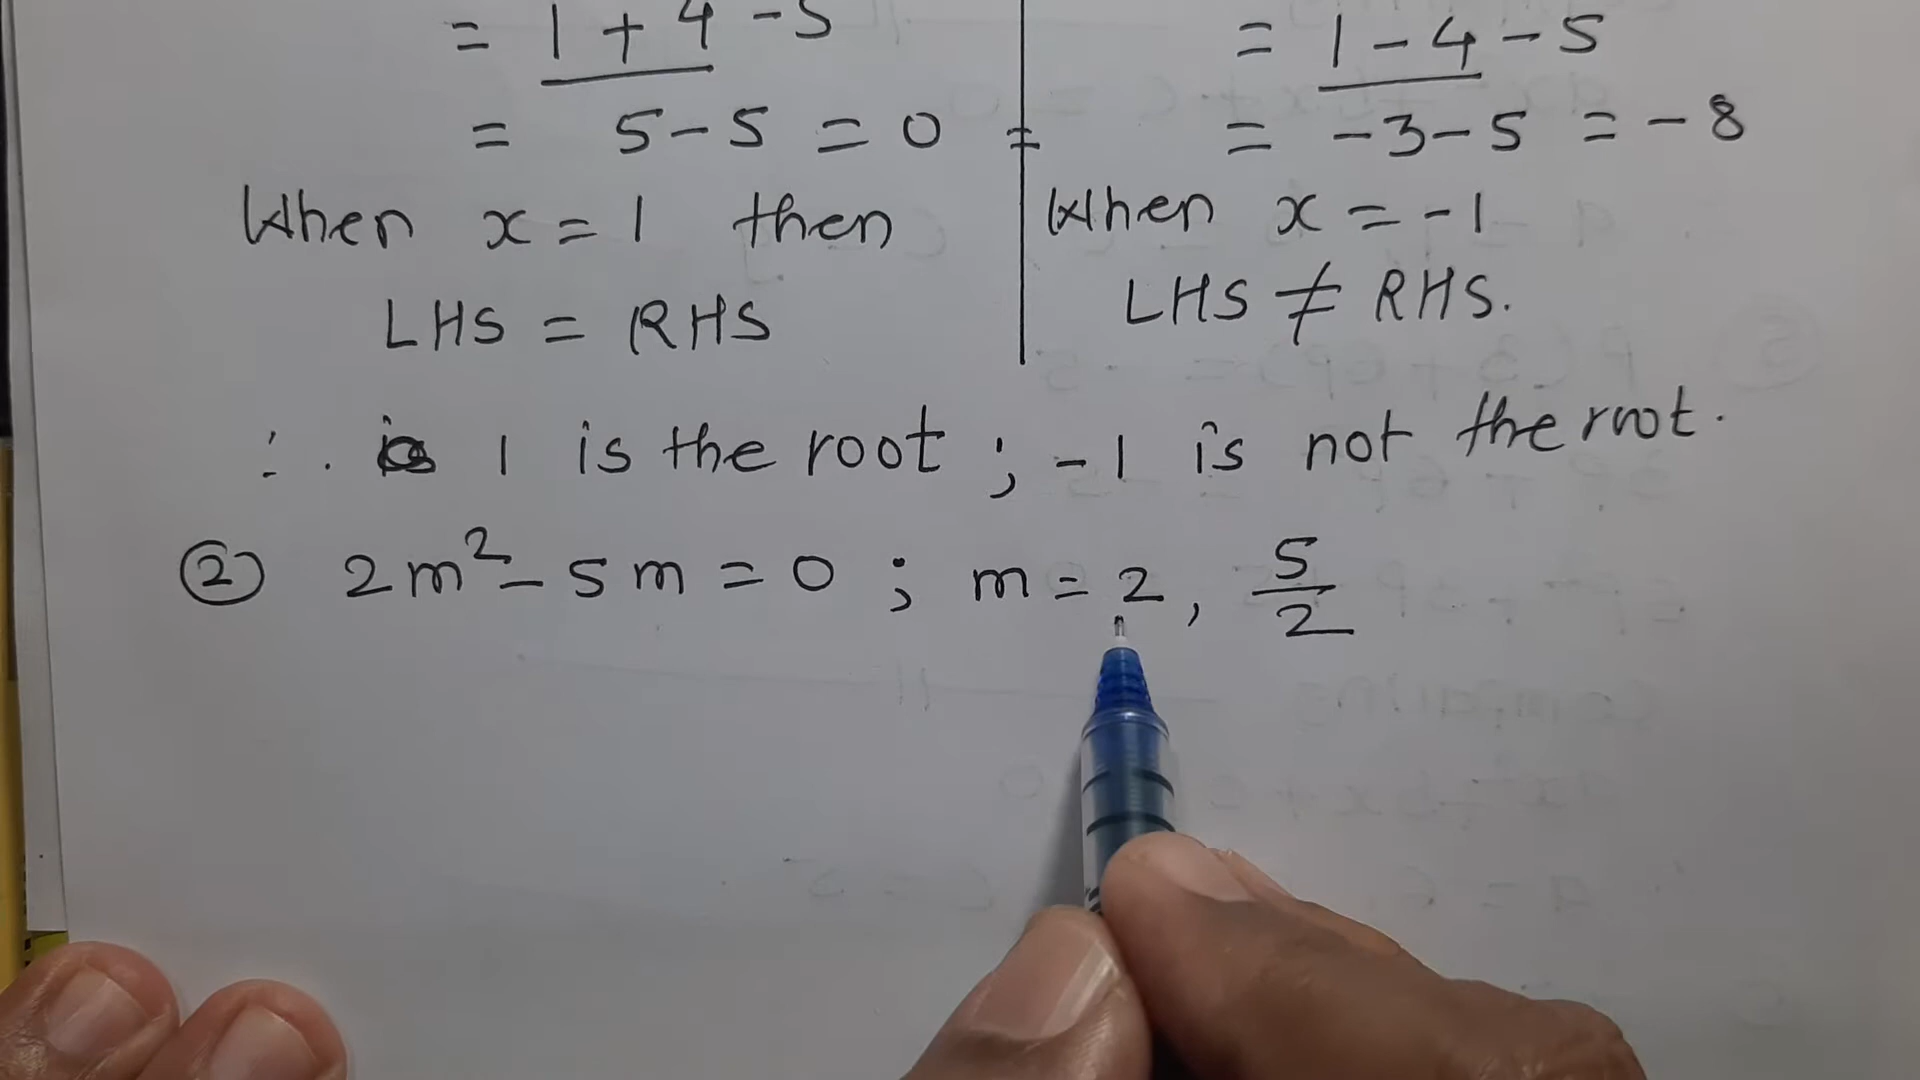 = 1 + 4 - 5
= 5 - 5 = 0
When x = 1 then
LHS = RHS
= 1 - 4 - 5
= -3 - 5 = -8
When x = -1
LHS ≠ RHS.
∴ 1 is the root ; -1 is not the root.
② 2m² - 5m = 0 ; m = 2, 5/2